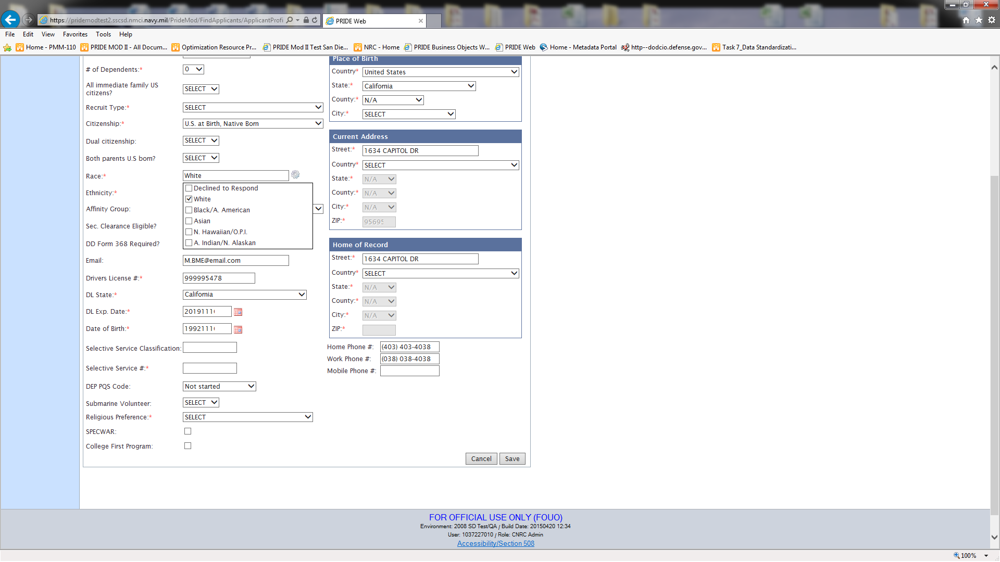 https://pridemodtest2.sscsd.nmci.navy.mil/PrideMod/FindApplicants/ApplicantProfi
PRIDE Web
File Edit View Favorites Tools Help
Home - PMM-110 PRIDE MOD II - All Docum... Optimization Resource Pr... PRIDE Mod II Test San Die... NRC - Home PRIDE Business Objects W... PRIDE Web Home - Metadata Portal http--dodcio.defense.gov... Task 7_Data Standardizati...
# of Dependents:* 0
All immediate family US
citizens? SELECT
Recruit Type:* SELECT
Citizenship:* U.S. at Birth, Native Born
Dual citizenship: SELECT
Both parents U.S born? SELECT
Race:* White
Declined to Respond
White
Black/A. American
Asian
N. Hawaiian/O.P.I.
A. Indian/N. Alaskan
Ethnicity:*
Affinity Group:
Sec. Clearance Eligible?
DD Form 368 Required?
Email: M.BME@email.com
Drivers License #:* 999995478
DL State:* California
DL Exp. Date:* 2019111
Date of Birth:* 1992111
Selective Service Classification:
Selective Service #:*
DEP PQS Code: Not started
Submarine Volunteer: SELECT
Religious Preference:* SELECT
SPECWAR:
College First Program:
Place of Birth
Country* United States
State:* California
County:* N/A
City:* SELECT
Current Address
Street:* 1634 CAPITOL DR
Country* SELECT
State:* N/A
County:* N/A
City:* N/A
ZIP:* 95695
Home of Record
Street:* 1634 CAPITOL DR
Country* SELECT
State:* N/A
County:* N/A
City:* N/A
ZIP:*
Home Phone #: (403) 403-4038
Work Phone #: (038) 038-4038
Mobile Phone #:
Cancel Save
FOR OFFICIAL USE ONLY (FOUO)
Environment: 2008 SD Test/QA / Build Date: 20150420 12:34
User: 1037227010 / Role: CNRC Admin
Accessibility/Section 508
100%